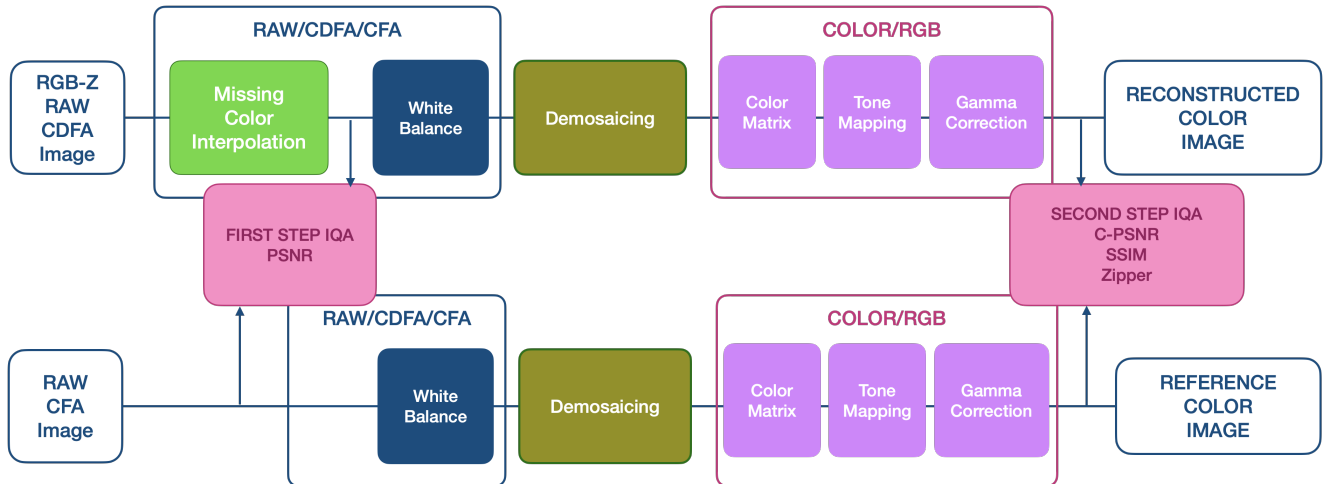 RAW/CDFA/CFA
COLOR/RGB
RGB-Z
RAW
CDFA
Image
Missing
Color
Interpolation
White
Balance
Demosaicing
Color
Matrix
Tone
Mapping
Gamma
Correction
RECONSTRUCTED
COLOR
IMAGE
FIRST STEP IQA
PSNR
SECOND STEP IQA
C-PSNR
SSIM
Zipper
RAW/CDFA/CFA
COLOR/RGB
RAW
CFA
Image
White
Balance
Demosaicing
Color
Matrix
Tone
Mapping
Gamma
Correction
REFERENCE
COLOR
IMAGE